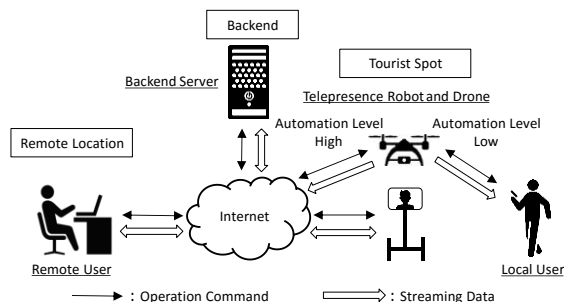 Backend
Backend Server
Tourist Spot
Telepresence Robot and Drone
Automation Level
High
Automation Level
Low
Remote Location
Internet
Remote User
Local User
: Operation Command
: Streaming Data